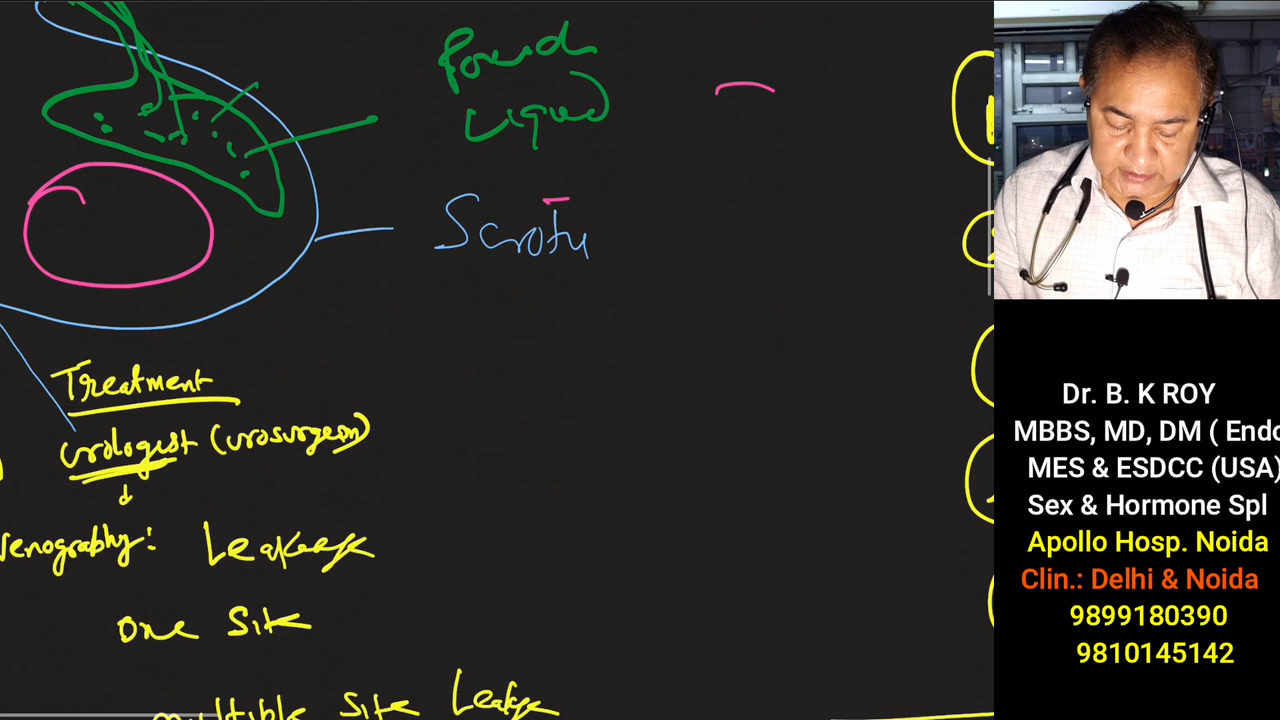 Liquid
Scrotu
Treatment
urologist (urosurgeon)
venography: Leakage
one Site
multiple site Leakge
Dr. B. K ROY
MBBS, MD, DM ( Endo
MES & ESDCC (USA)
Sex & Hormone Spl
Apollo Hosp. Noida
Clin.: Delhi & Noida
9899180390
9810145142